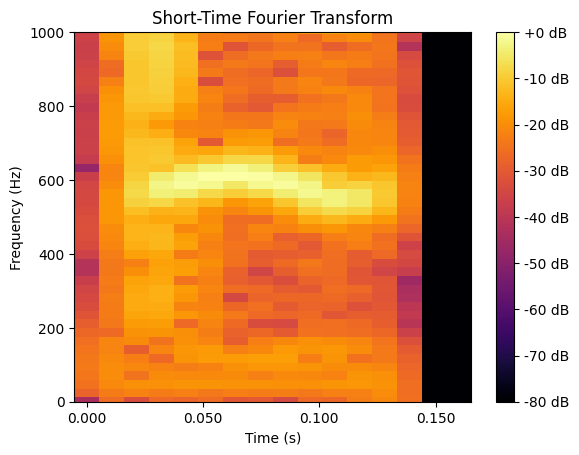 Short-Time Fourier Transform
1000
800
600
400
200
0
Frequency (Hz)
0.000
0.050
0.100
0.150
Time (s)
+0 dB
-10 dB
-20 dB
-30 dB
-40 dB
-50 dB
-60 dB
-70 dB
-80 dB